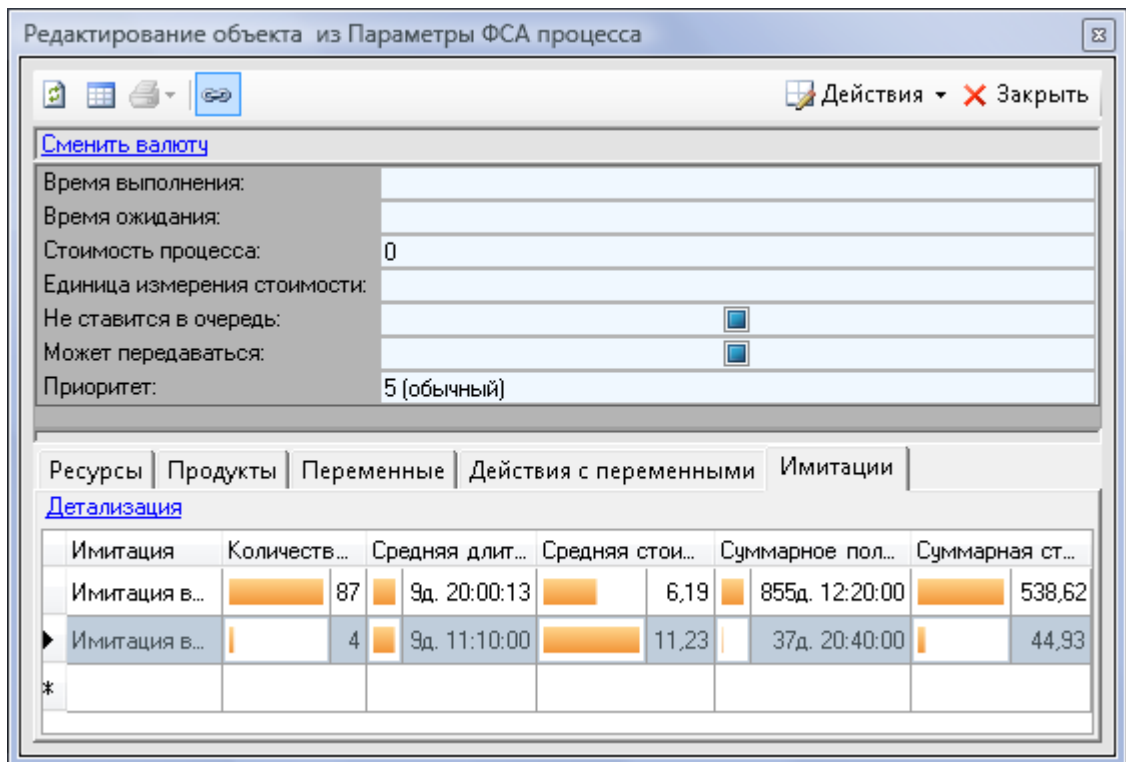 Редактирование объекта из Параметры ФСА процесса
Действия Закрыть
Сменить валюту
Время выполнения:
Время ожидания:
Стоимость процесса: 0
Единица измерения стоимости:
Не ставится в очередь:
Может передаваться:
Приоритет: 5 (обычный)
Ресурсы Продукты Переменные Действия с переменными Имитации
Детализация
Имитация Количеств... Средняя длит... Средняя стои... Суммарное пол... Суммарная ст...
Имитация в... 87 9д. 20:00:13 6,19 855д. 12:20:00 538,62
Имитация в... 4 9д. 11:10:00 11,23 37д. 20:40:00 44,93
*